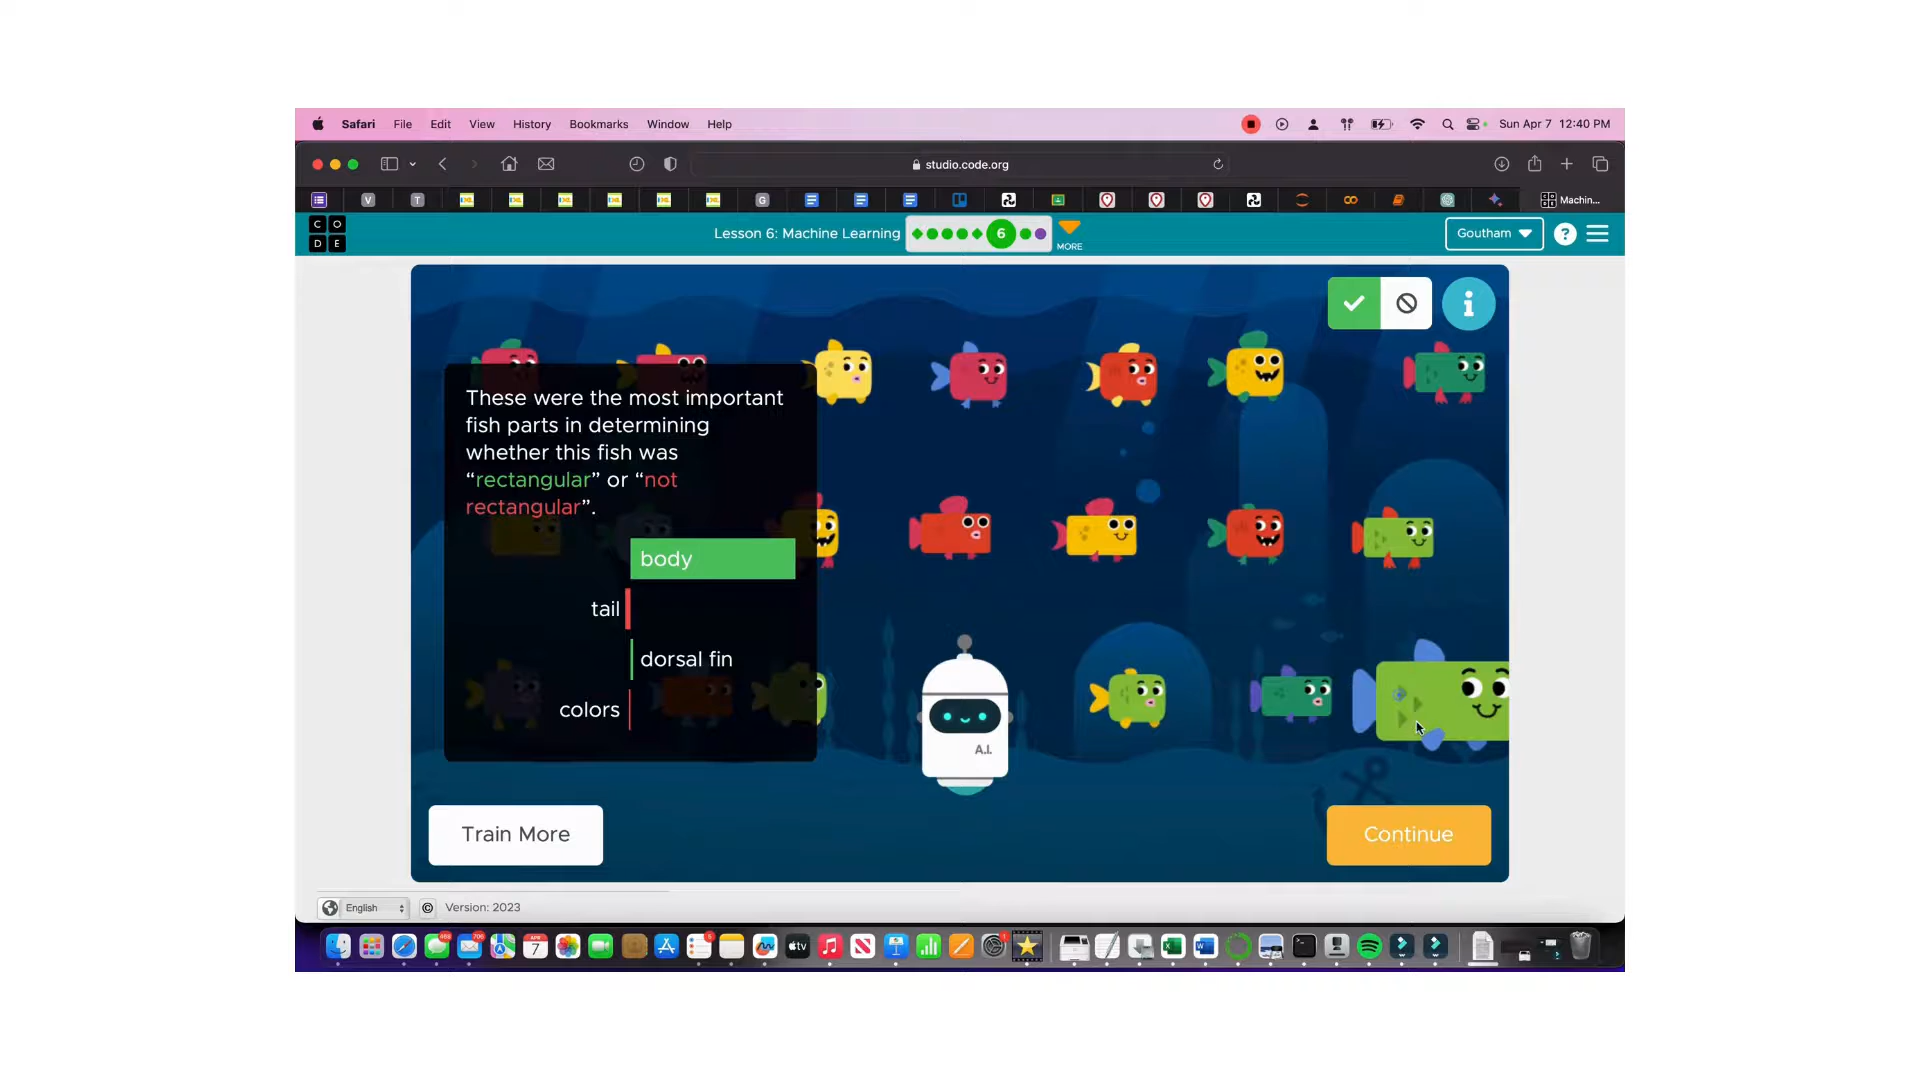 Safari File Edit View History Bookmarks Window Help Sun Apr 7 12:40 PM
studio.code.org
V T G Machin...
C O
D E
Lesson 6: Machine Learning 6 MORE Goutham ?
These were the most important
fish parts in determining
whether this fish was
“rectangular” or “not
rectangular”.
body
tail
dorsal fin
colors
A.I.
Train More
Continue
English © Version: 2023